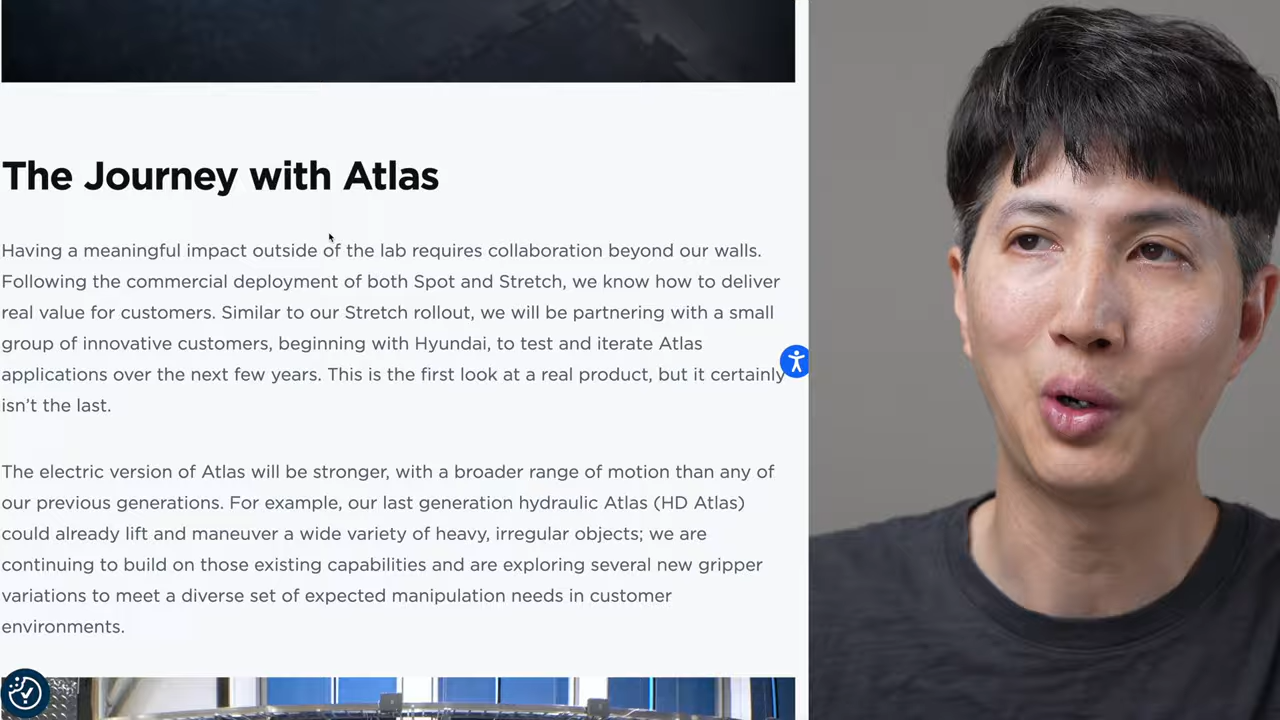 The Journey with Atlas
Having a meaningful impact outside of the lab requires collaboration beyond our walls.
Following the commercial deployment of both Spot and Stretch, we know how to deliver
real value for customers. Similar to our Stretch rollout, we will be partnering with a small
group of innovative customers, beginning with Hyundai, to test and iterate Atlas
applications over the next few years. This is the first look at a real product, but it certainly
isn’t the last.
The electric version of Atlas will be stronger, with a broader range of motion than any of
our previous generations. For example, our last generation hydraulic Atlas (HD Atlas)
could already lift and maneuver a wide variety of heavy, irregular objects; we are
continuing to build on those existing capabilities and are exploring several new gripper
variations to meet a diverse set of expected manipulation needs in customer
environments.